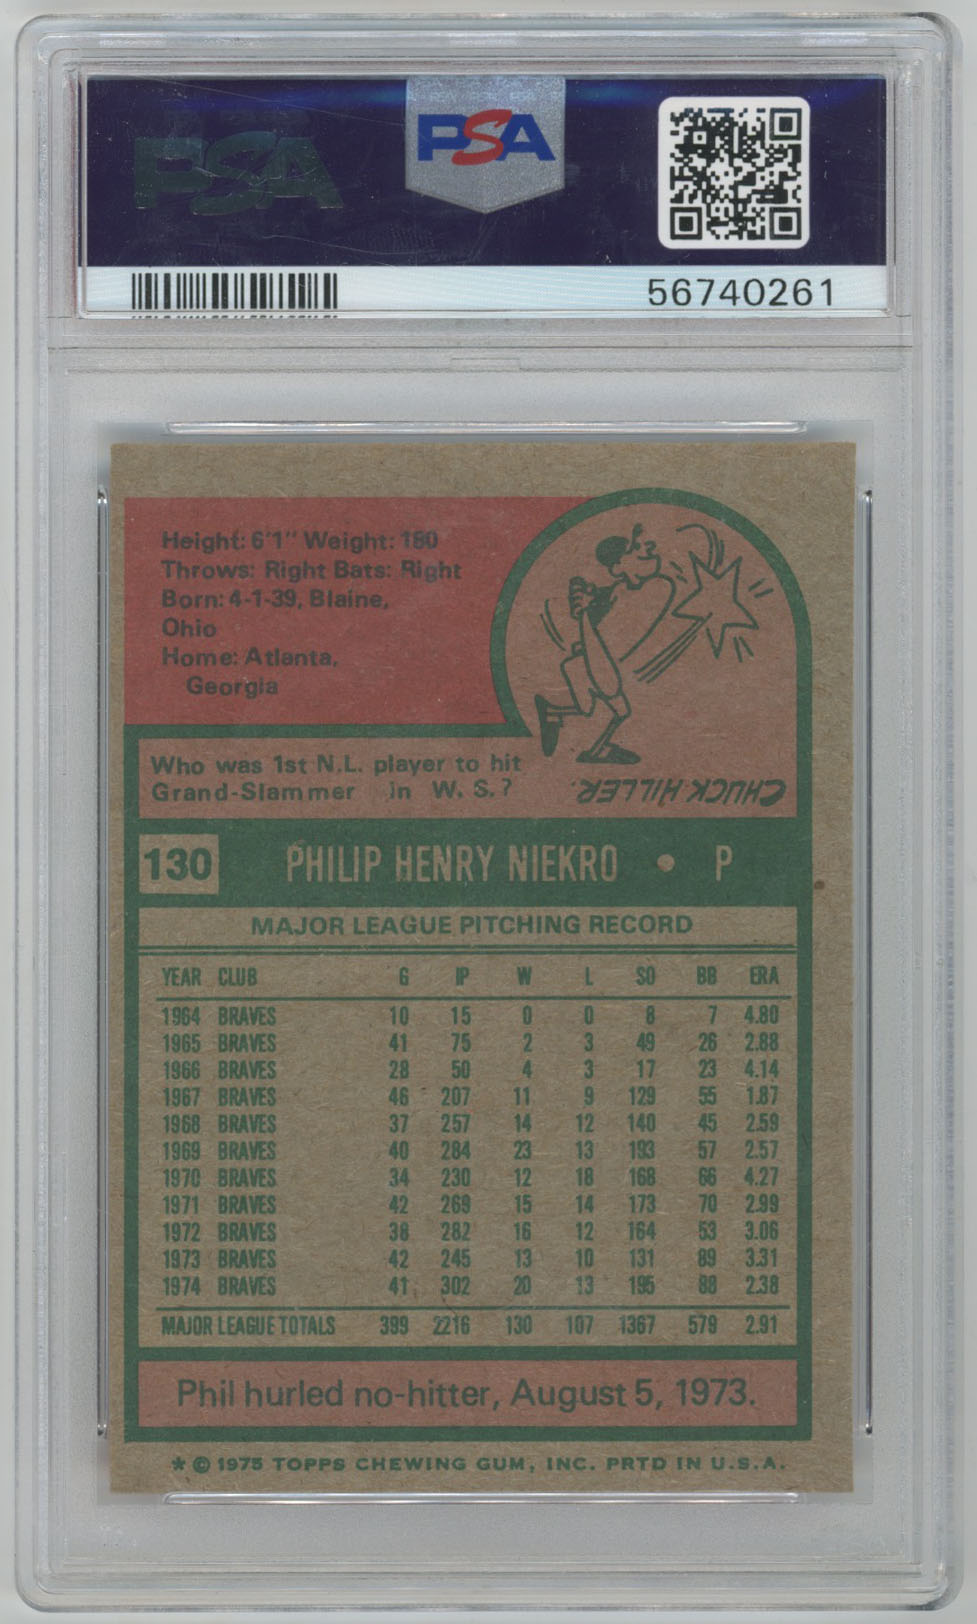 PSA
PSA
56740261
Height: 6'1" Weight: 180
Throws: Right Bats: Right
Born: 4-1-39, Blaine,
Ohio
Home: Atlanta,
Georgia
Who was 1st N.L. player to hit
Grand-Slammer in W. S.?
CHUCK HILLER.
130 PHILIP HENRY NIEKRO • P
MAJOR LEAGUE PITCHING RECORD
YEAR CLUB G IP W L SO BB ERA
1964 BRAVES 10 15 0 0 8 7 4.80
1965 BRAVES 41 75 2 3 49 26 2.88
1966 BRAVES 28 50 4 3 17 23 4.14
1967 BRAVES 46 207 11 9 129 55 1.87
1968 BRAVES 37 257 14 12 140 45 2.59
1969 BRAVES 40 284 23 13 193 57 2.57
1970 BRAVES 34 230 12 18 168 66 4.27
1971 BRAVES 42 269 15 14 173 70 2.99
1972 BRAVES 38 282 16 12 164 53 3.06
1973 BRAVES 42 245 13 10 131 89 3.31
1974 BRAVES 41 302 20 13 195 88 2.38
MAJOR LEAGUE TOTALS 399 2216 130 107 1367 579 2.91
Phil hurled no-hitter, August 5, 1973.
* © 1975 TOPPS CHEWING GUM, INC. PRTD IN U.S.A.